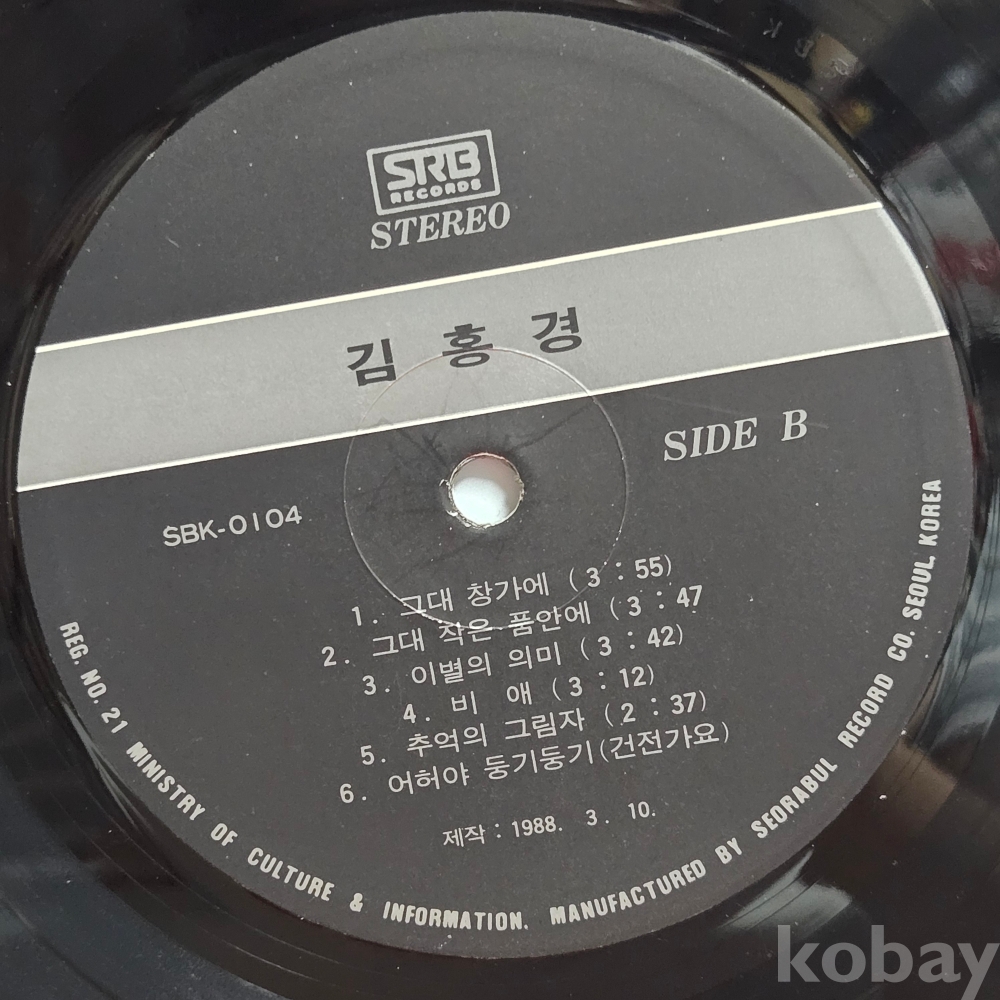 SRB
RECORDS
STEREO
김 홍 경
SIDE B
SBK-0104
1. 그대 창가에 (3:55)
2. 그대 작은 품안에 (3:47
3. 이별의 의미 (3:42)
4. 비 애 (3:12)
5. 추억의 그림자 (2:37)
6. 어허야 둥기둥기(건전가요)
제작:1988. 3. 10.
REG. NO. 21 MINISTRY OF CULTURE & INFORMATION. MANUFACTURED BY SEORABUL RECORD CO. SEOUL, KOREA
kobay